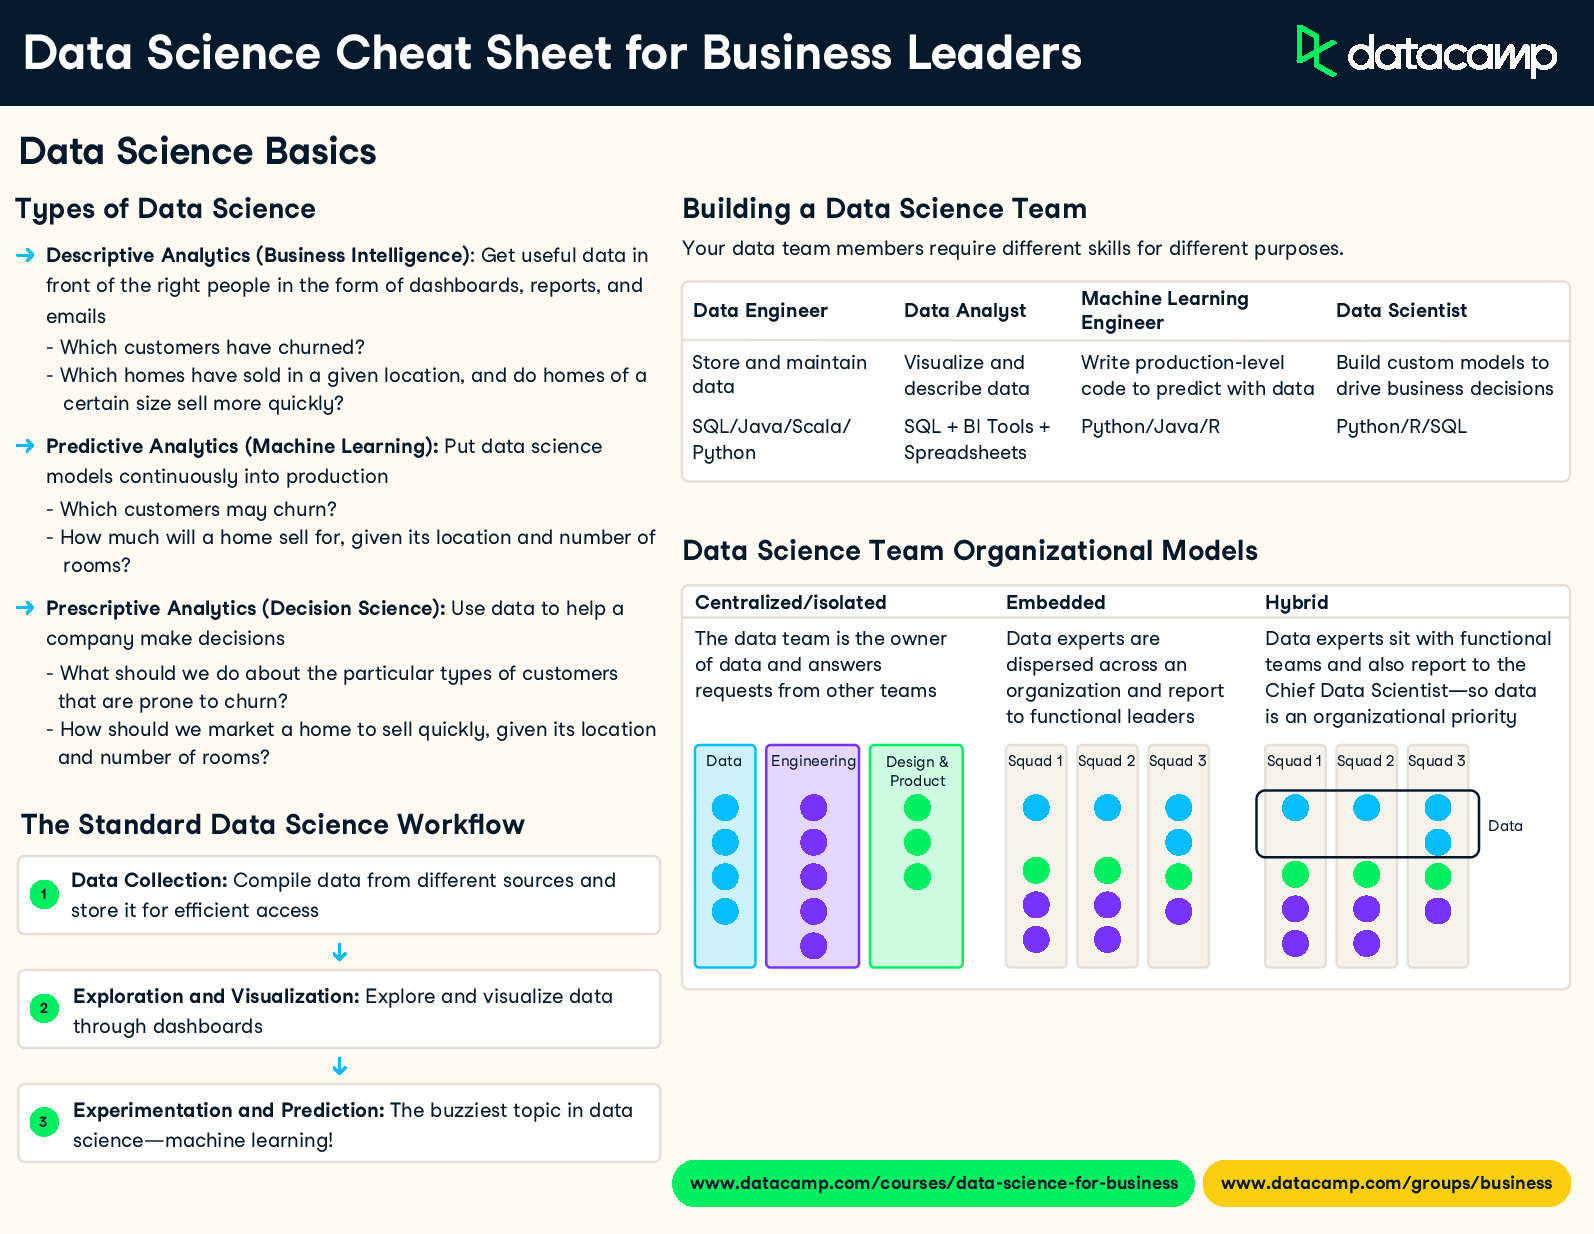 Data Science Cheat Sheet for Business Leaders
datacamp
Data Science Basics
Types of Data Science
Descriptive Analytics (Business Intelligence): Get useful data in
front of the right people in the form of dashboards, reports, and
emails
- Which customers have churned?
- Which homes have sold in a given location, and do homes of a
certain size sell more quickly?
Predictive Analytics (Machine Learning): Put data science
models continuously into production
- Which customers may churn?
- How much will a home sell for, given its location and number of
rooms?
Prescriptive Analytics (Decision Science): Use data to help a
company make decisions
- What should we do about the particular types of customers
that are prone to churn?
- How should we market a home to sell quickly, given its location
and number of rooms?
The Standard Data Science Workflow
1
Data Collection: Compile data from different sources and
store it for efficient access
2
Exploration and Visualization: Explore and visualize data
through dashboards
3
Experimentation and Prediction: The buzziest topic in data
science—machine learning!
Building a Data Science Team
Your data team members require different skills for different purposes.
Data Engineer
Store and maintain
data
SQL/Java/Scala/
Python
Data Analyst
Visualize and
describe data
SQL + BI Tools +
Spreadsheets
Machine Learning
Engineer
Write production-level
code to predict with data
Python/Java/R
Data Scientist
Build custom models to
drive business decisions
Python/R/SQL
Data Science Team Organizational Models
Centralized/isolated
The data team is the owner
of data and answers
requests from other teams
Data
Engineering
Design &
Product
Embedded
Data experts are
dispersed across an
organization and report
to functional leaders
Squad 1
Squad 2
Squad 3
Hybrid
Data experts sit with functional
teams and also report to the
Chief Data Scientist—so data
is an organizational priority
Squad 1
Squad 2
Squad 3
Data
www.datacamp.com/courses/data-science-for-business
www.datacamp.com/groups/business